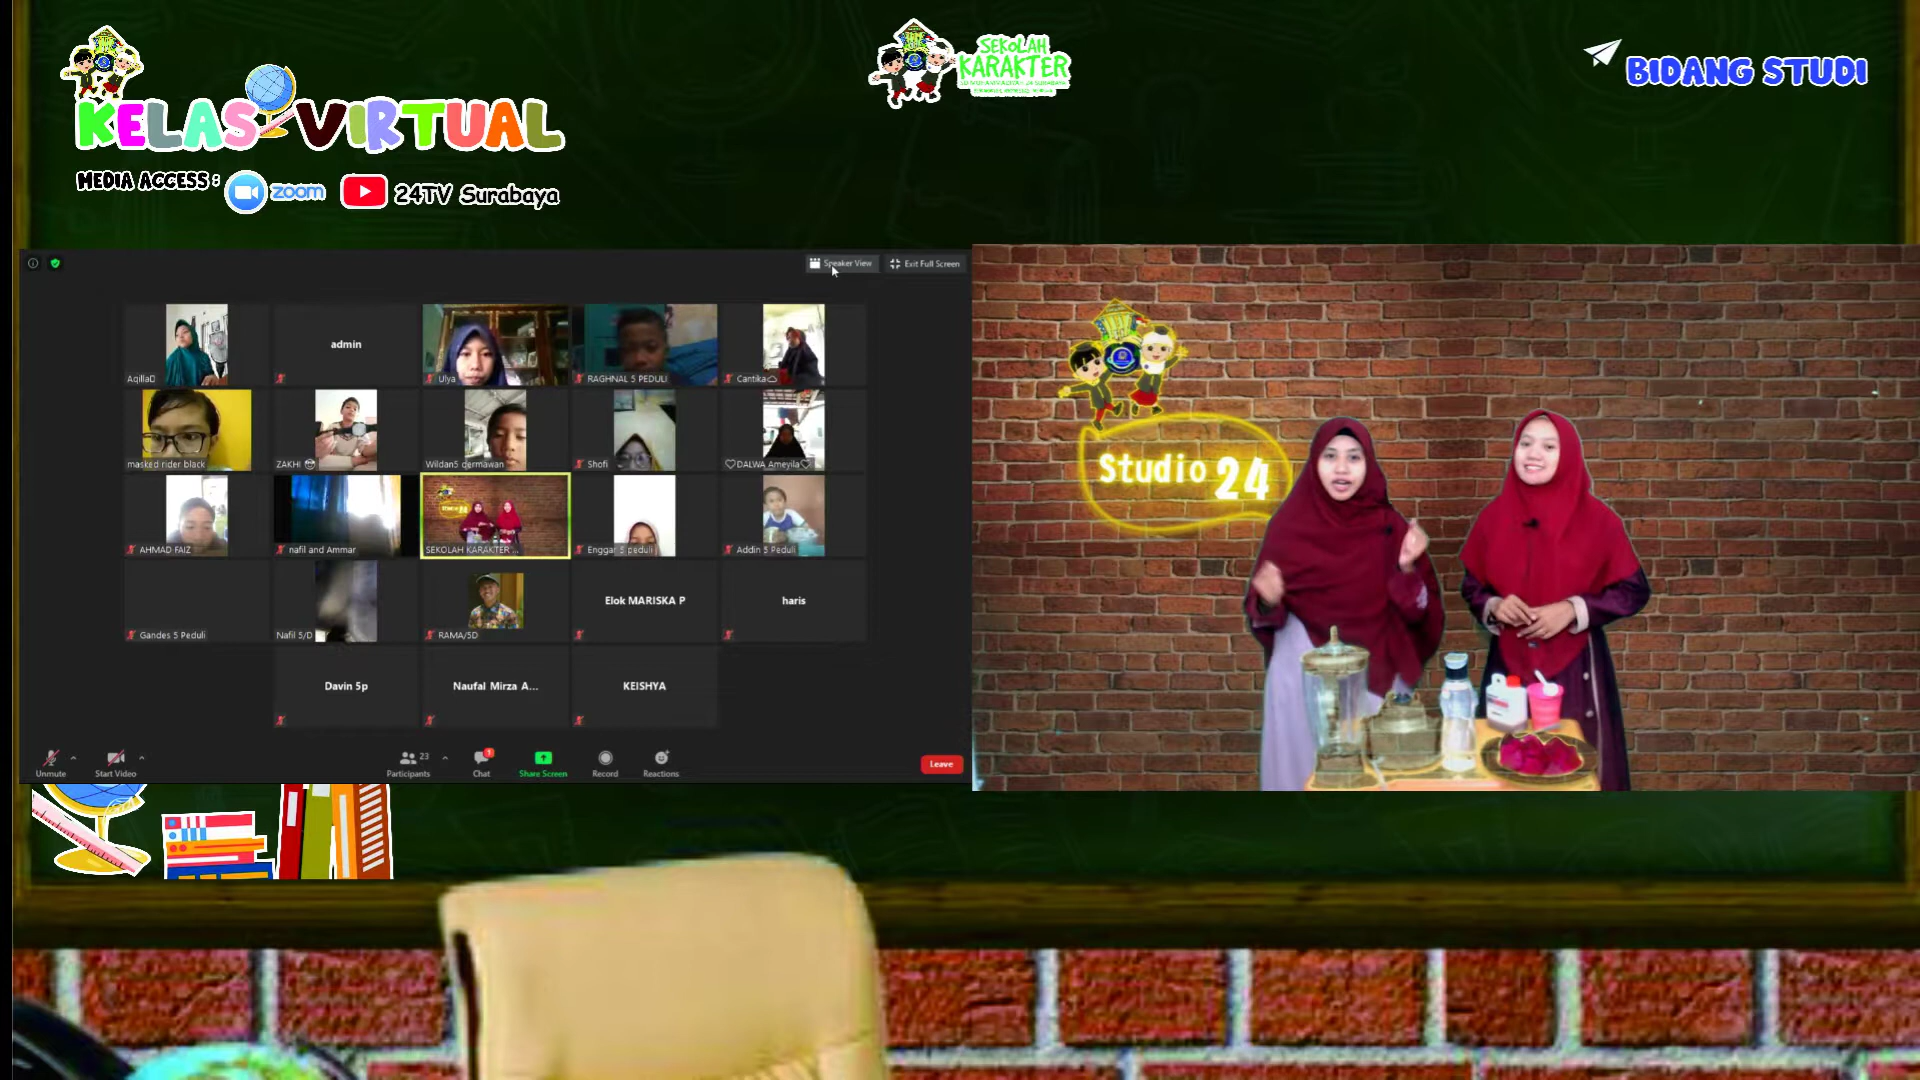 KELAS VIRTUAL
MEDIA ACCESS : zoom 24TV Surabaya
SEKOLAH
KARAKTER
BIDANG STUDI
Speaker View Exit Full Screen
AqillaD
admin
Ulya
RAGHNAL 5 PEDULI
Cantika
masked rider black
ZAKHI
Wildan5 dermawan
Shofi
♡DALWA Ameyila♡
AHMAD FAIZ
nafil and Ammar
SEKOLAH KARAKTER ...
Enggar 5 peduli
Addin 5 Peduli
Gandes 5 Peduli
Nafil 5/D
RAMA/5D
Elok MARISKA P
haris
Davin 5p
Naufal Mirza A...
KEISHYA
Unmute
Start Video
23
Participants
1
Chat
Share Screen
Record
Reactions
Leave
Studio 24